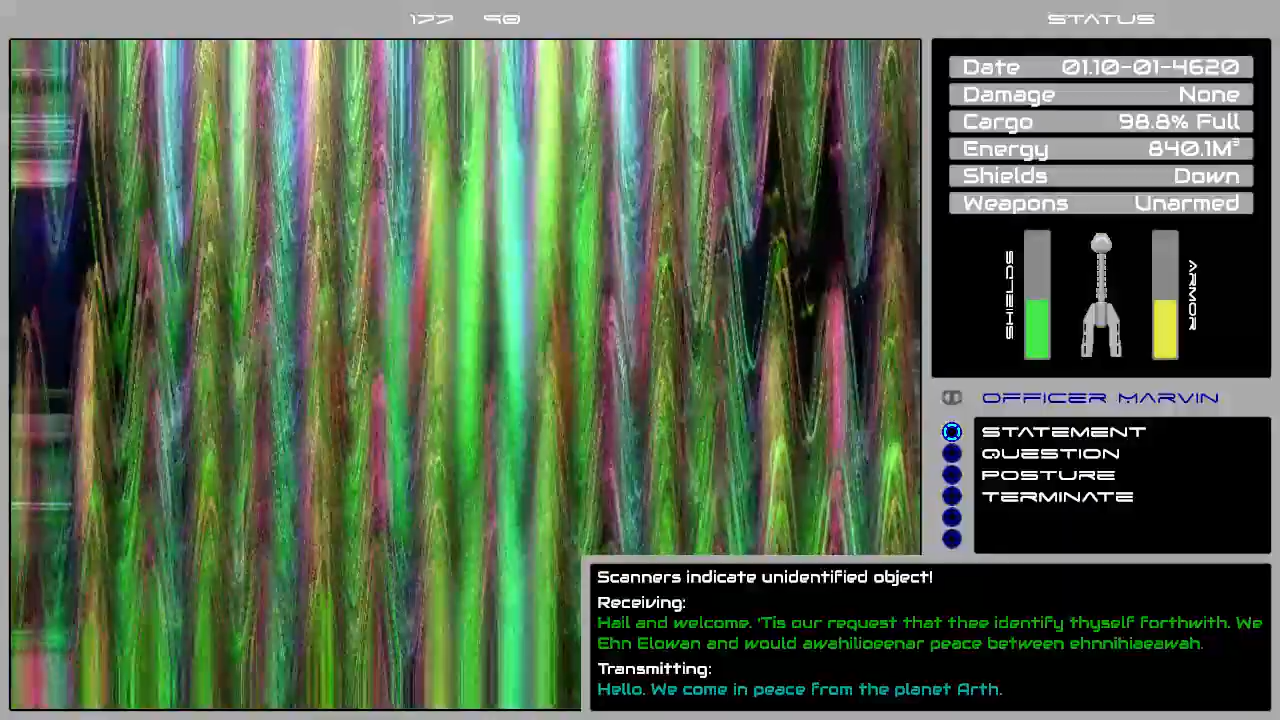 177 90
STATUS
Date 01.10-01-4620
Damage None
Cargo 98.8% Full
Energy 840.1M³
Shields Down
Weapons Unarmed
SCLEIHS
ARMOR
OFFICER MARVIN
STATEMENT
QUESTION
POSTURE
TERMINATE
Scanners indicate unidentified object!
Receiving:
Hail and welcome. 'Tis our request that thee identify thyself forthwith. We
Ehn Elowan and would awahilioeenar peace between ehnnihiaeawah.
Transmitting:
Hello. We come in peace from the planet Arth.